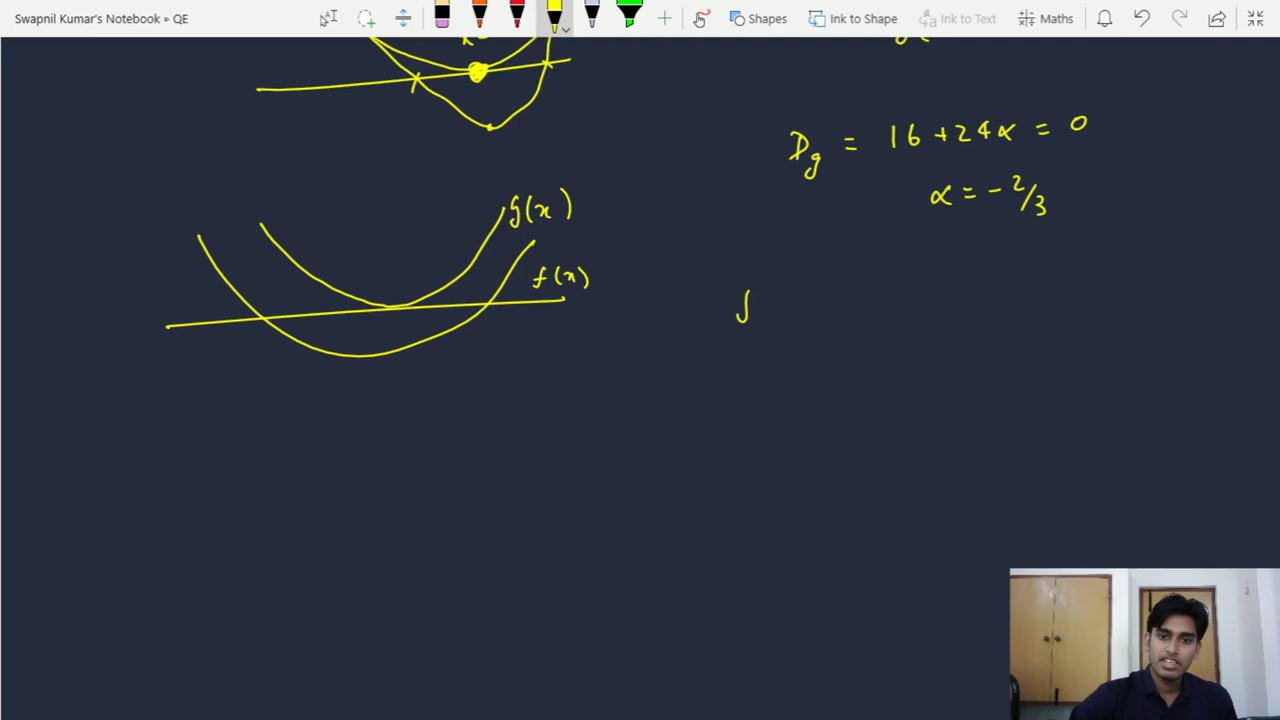 Swapnil Kumar's Notebook » QE
Shapes
Ink to Shape
Ink to Text
Maths
D_g = 16 + 24α = 0
α = -2/3
g(x)
f(x)